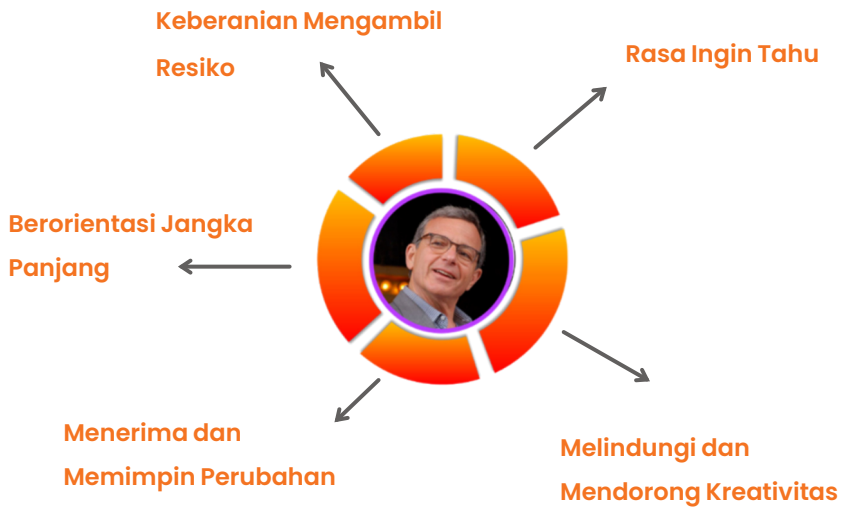 Keberanian Mengambil
Resiko
Rasa Ingin Tahu
Berorientasi Jangka
Panjang
Menerima dan
Memimpin Perubahan
Melindungi dan
Mendorong Kreativitas